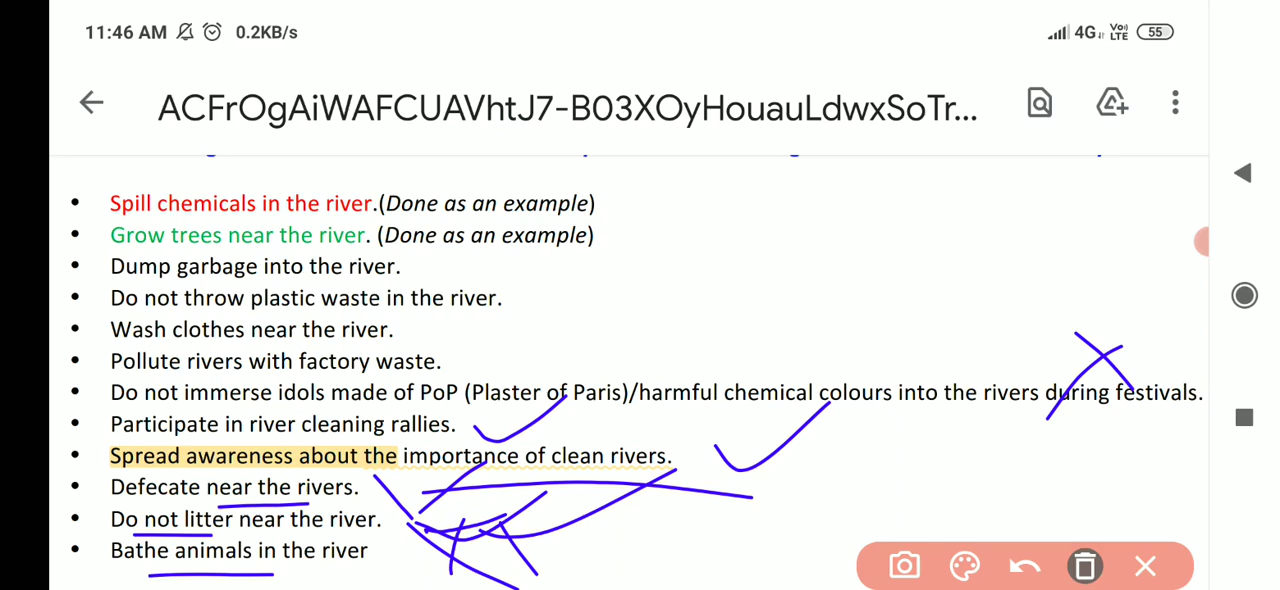 11:46 AM 0.2KB/s 4G Vo) LTE 55
ACFrOgAiWAFCUAVhtJ7-B03XOyHouauLdwxSoTr...
• Spill chemicals in the river.(Done as an example)
• Grow trees near the river. (Done as an example)
• Dump garbage into the river.
• Do not throw plastic waste in the river.
• Wash clothes near the river.
• Pollute rivers with factory waste.
• Do not immerse idols made of PoP (Plaster of Paris)/harmful chemical colours into the rivers during festivals.
• Participate in river cleaning rallies.
• Spread awareness about the importance of clean rivers.
• Defecate near the rivers.
• Do not litter near the river.
• Bathe animals in the river